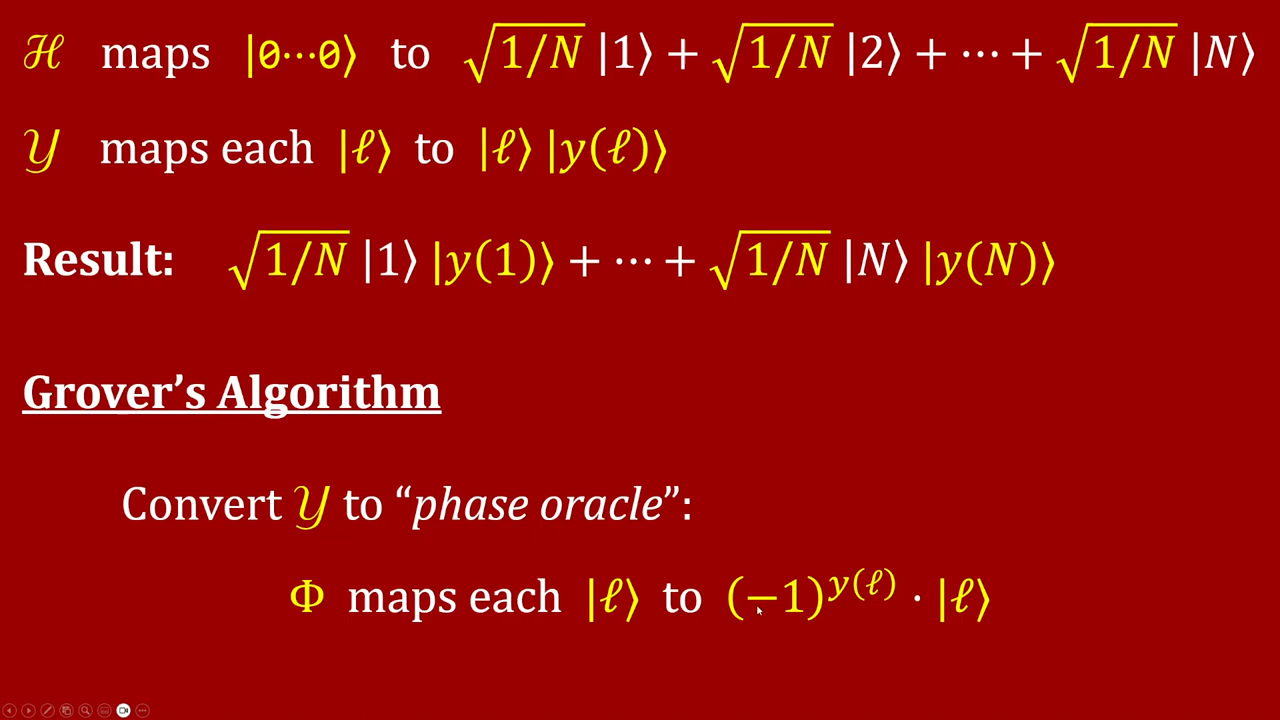 ℋ maps |0⋯0⟩ to √1/N |1⟩ + √1/N |2⟩ + ⋯ + √1/N |N⟩
𝒴 maps each |ℓ⟩ to |ℓ⟩ |y(ℓ)⟩
Result: √1/N |1⟩ |y(1)⟩ + ⋯ + √1/N |N⟩ |y(N)⟩
Grover’s Algorithm
Convert 𝒴 to “phase oracle”:
Φ maps each |ℓ⟩ to (−1)^y(ℓ) · |ℓ⟩